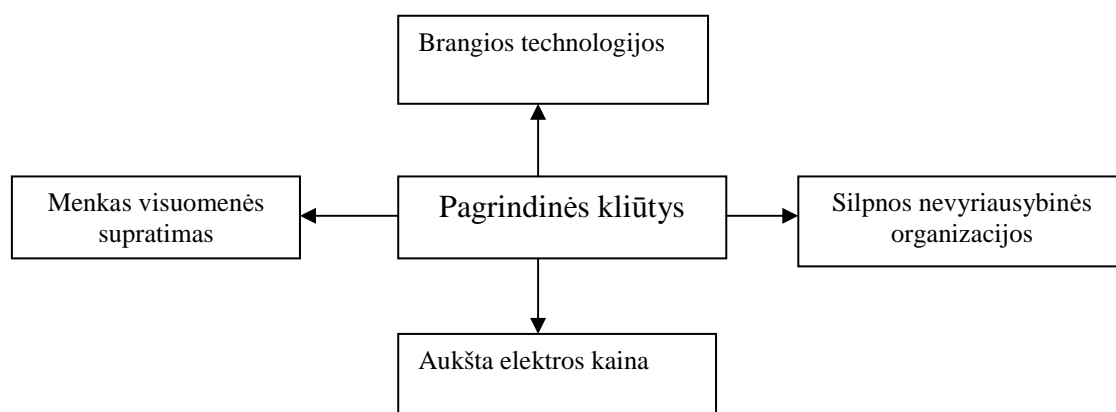 Brangios technologijos
Menkas visuomenės
supratimas
Pagrindinės kliūtys
Silpnos nevyriausybinės
organizacijos
Aukšta elektros kaina